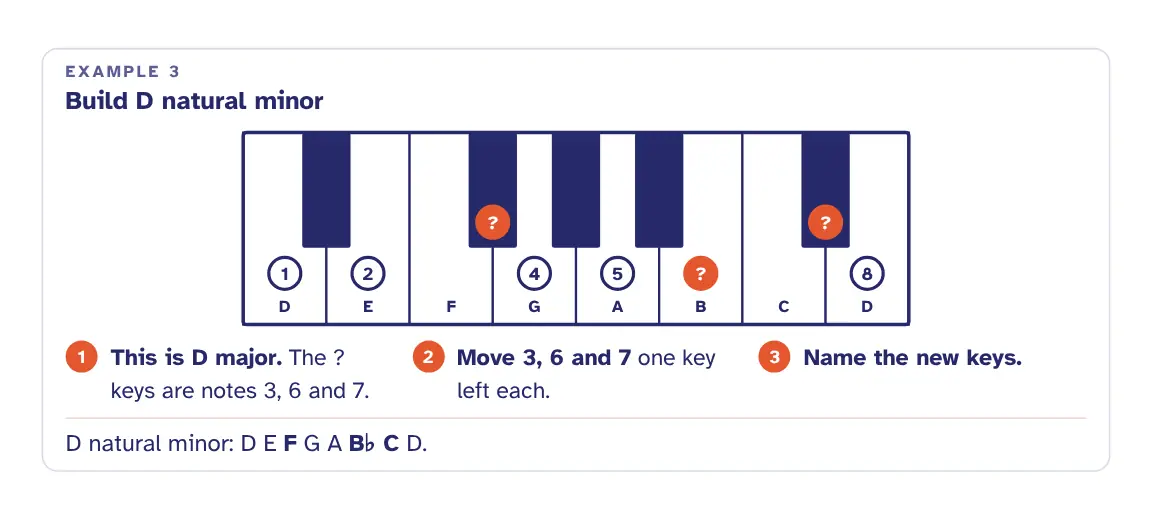 EXAMPLE 3
Build D natural minor
? ?
1 2 4 5 ? 8
D E F G A B C D
1 This is D major. The ?
keys are notes 3, 6 and 7.
2 Move 3, 6 and 7 one key
left each.
3 Name the new keys.
D natural minor: D E F G A B♭ C D.